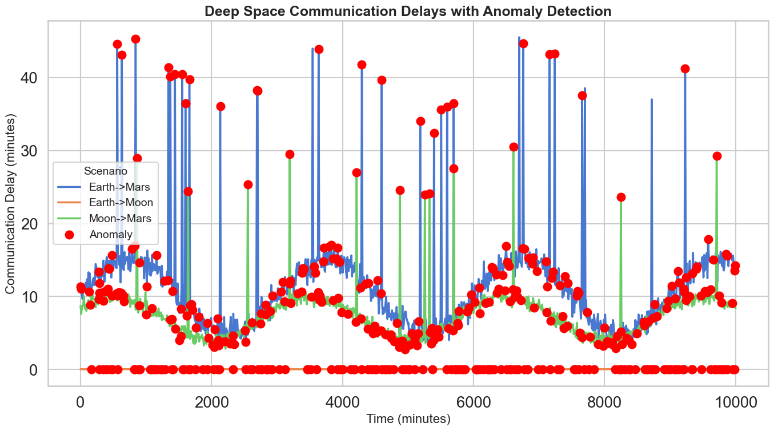 Deep Space Communication Delays with Anomaly Detection
Communication Delay (minutes)
40
30
20
10
0
Scenario
Earth->Mars
Earth->Moon
Moon->Mars
Anomaly
0 2000 4000 6000 8000 10000
Time (minutes)